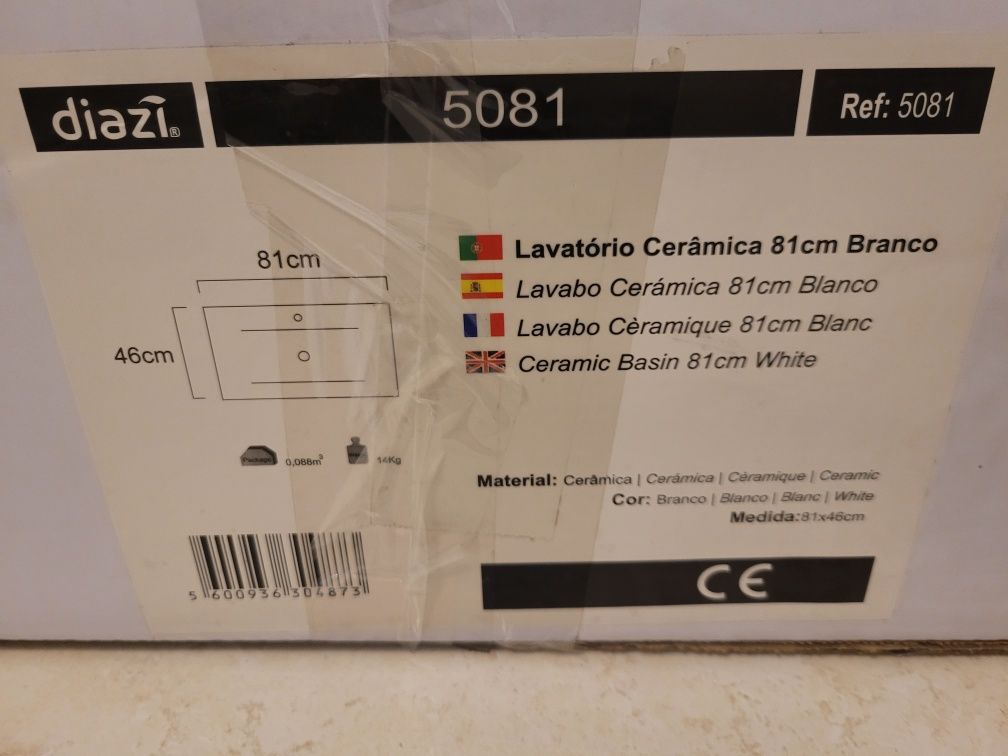 diazi®
5081
Ref: 5081
81cm
46cm
Lavatório Cerâmica 81cm Branco
Lavabo Cerámica 81cm Blanco
Lavabo Cèramique 81cm Blanc
Ceramic Basin 81cm White
Package
0,088m³
14Kg
Material: Cerâmica | Cerámica | Cèramique | Ceramic
Cor: Branco | Blanco | Blanc | White
Medida:81x46cm
5 600936 304873
CE